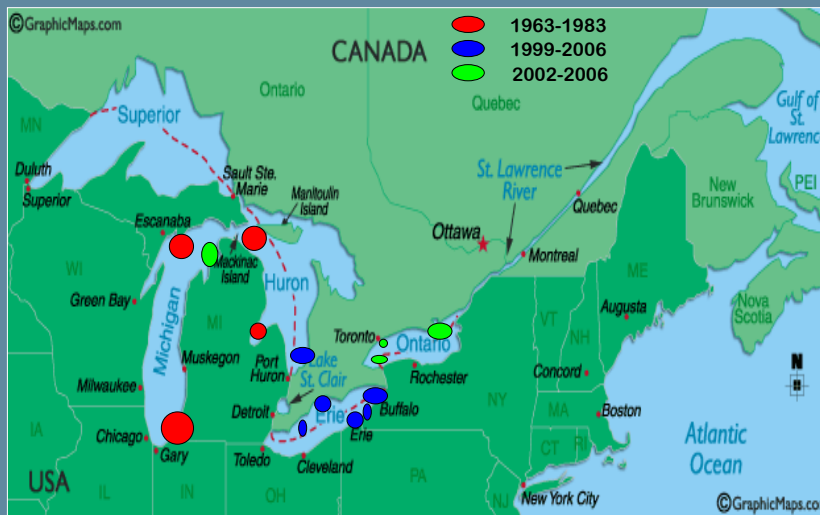 ©GraphicMaps.com
1963-1983
1999-2006
2002-2006
CANADA
Ontario
Quebec
Superior
Gulf of
St.
Lawrence
MN
Duluth
Superior
Sault Ste.
Marie
Manitoulin
Island
St. Lawrence
River
PEI
New
Brunswick
Quebec
Escanaba
Ottawa
Montreal
Mackinac
Island
WI
Huron
ME
Green Bay
Michigan
MI
Nova
Scotia
Augusta
VT
NH
Toronto
Ontario
Muskegon
Port
Huron
Lake
St. Clair
Rochester
Concord
N
Milwaukee
Detroit
Erie
Buffalo
Erie
NY
MA
Boston
IA
Chicago
Gary
Toledo
Cleveland
CT
RI
Atlantic
Ocean
USA
IL
IN
OH
PA
NJ
New York City
©GraphicMaps.com